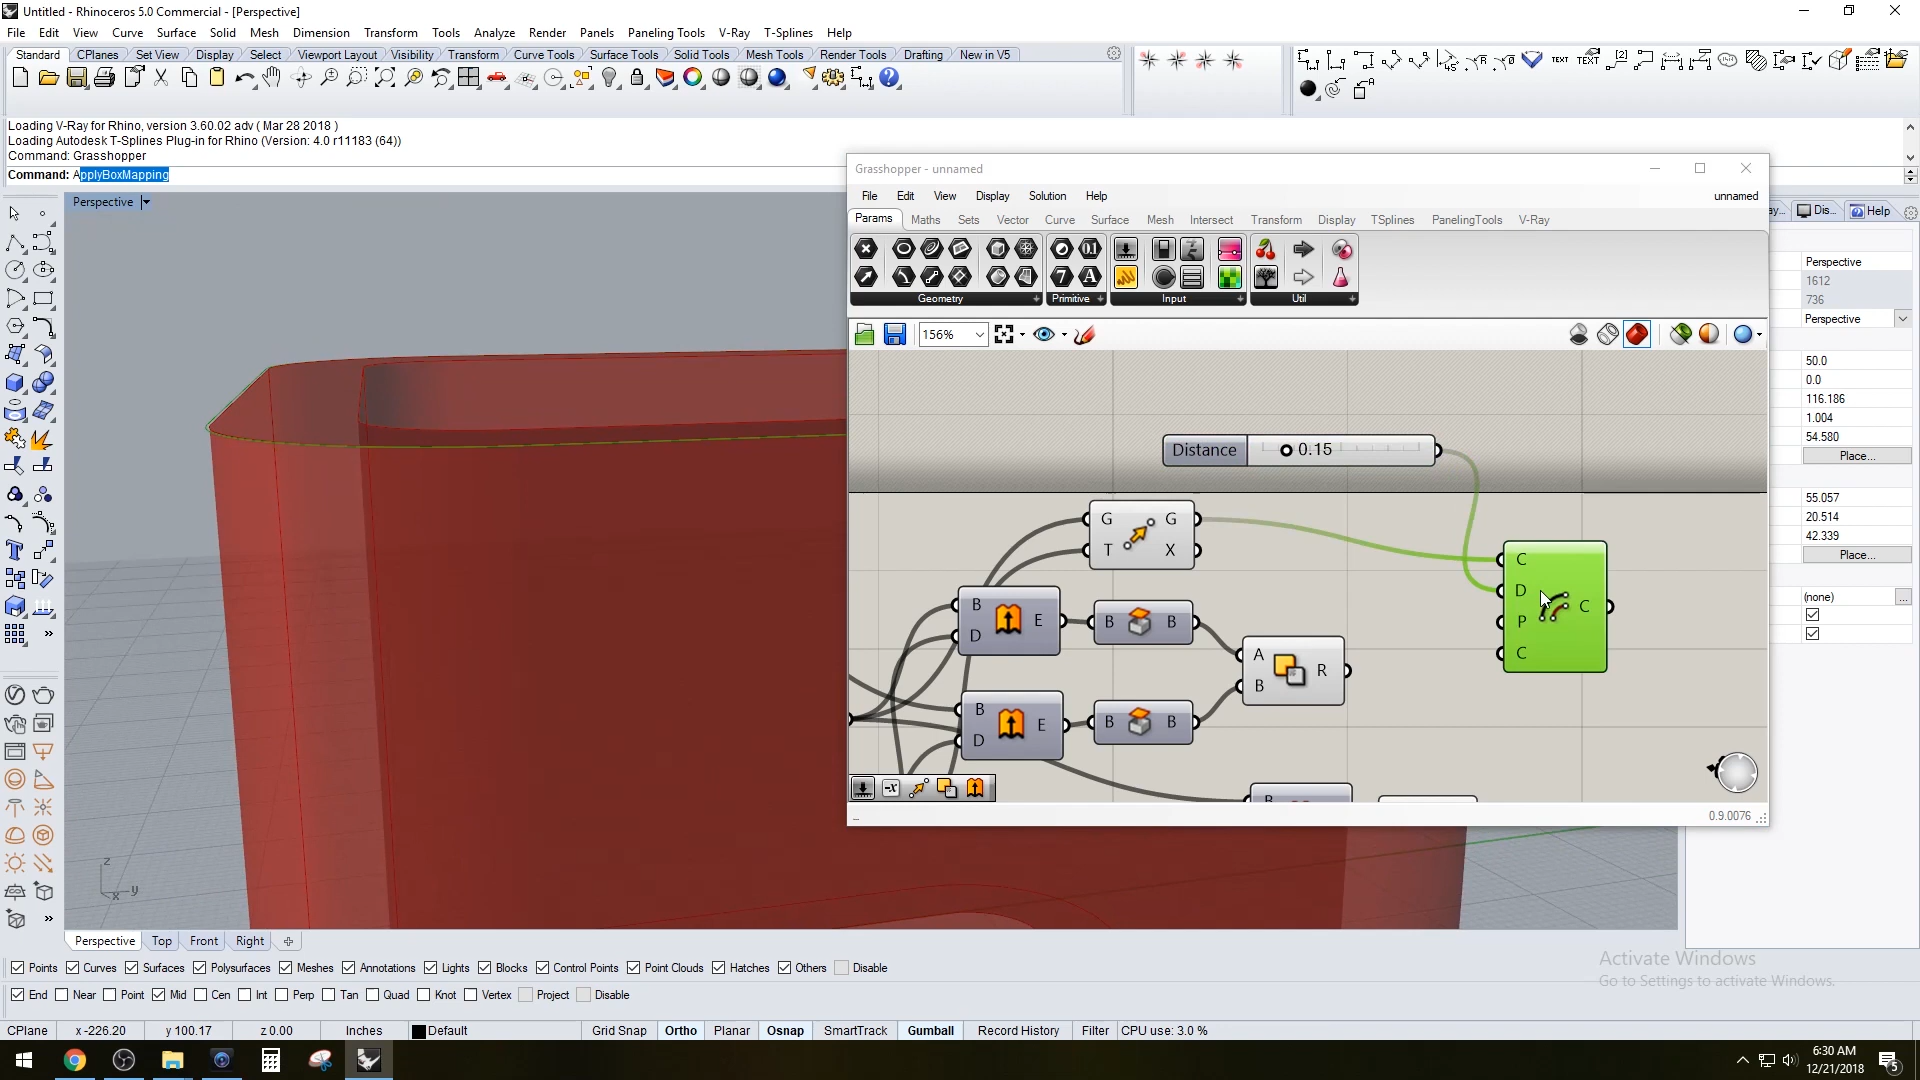 Untitled - Rhinoceros 5.0 Commercial - [Perspective]
File Edit View Curve Surface Solid Mesh Dimension Transform Tools Analyze Render Panels Paneling Tools V-Ray T-Splines Help
Standard CPlanes Set View Display Select Viewport Layout Visibility Transform Curve Tools Surface Tools Solid Tools Mesh Tools Render Tools Drafting New in V5
TEXT TEXT
Loading V-Ray for Rhino, version 3.60.02 adv ( Mar 28 2018 )
Loading Autodesk T-Splines Plug-in for Rhino (Version: 4.0 r11183 (64))
Command: Grasshopper
Command: ApplyBoxMapping
Perspective
Grasshopper - unnamed
File Edit View Display Solution Help unnamed
Params Maths Sets Vector Curve Surface Mesh Intersect Transform Display TSplines PanelingTools V-Ray
Geometry Primitive Input Util
156%
Distance 0.15
G G
T X
C
D
P C
C
B E
D
B B
A R
B
B E
D
B B
B
0.9.0076
Dis... Help
Perspective
1612
736
Perspective
50.0
0.0
116.186
1.004
54.580
Place...
55.057
20.514
42.339
Place...
(none) ...
z
y
x
Perspective Top Front Right
Points Curves Surfaces Polysurfaces Meshes Annotations Lights Blocks Control Points Point Clouds Hatches Others Disable
End Near Point Mid Cen Int Perp Tan Quad Knot Vertex Project Disable
Activate Windows
Go to Settings to activate Windows.
CPlane x-226.20 y 100.17 z 0.00 Inches Default Grid Snap Ortho Planar Osnap SmartTrack Gumball Record History Filter CPU use: 3.0 %
6:30 AM
12/21/2018
5